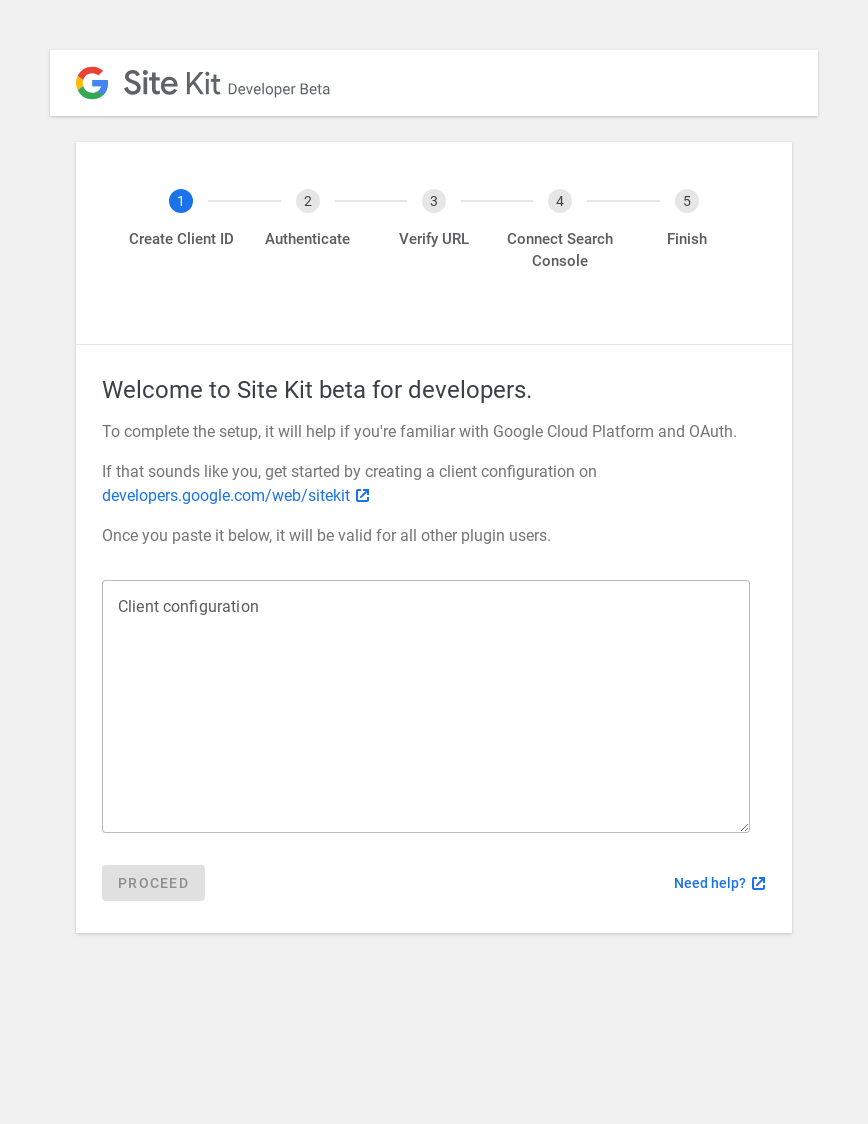 Site Kit Developer Beta
1 2 3 4 5
Create Client ID Authenticate Verify URL Connect Search Console Finish
Welcome to Site Kit beta for developers.
To complete the setup, it will help if you're familiar with Google Cloud Platform and OAuth.
If that sounds like you, get started by creating a client configuration on
developers.google.com/web/sitekit
Once you paste it below, it will be valid for all other plugin users.
Client configuration
PROCEED
Need help?